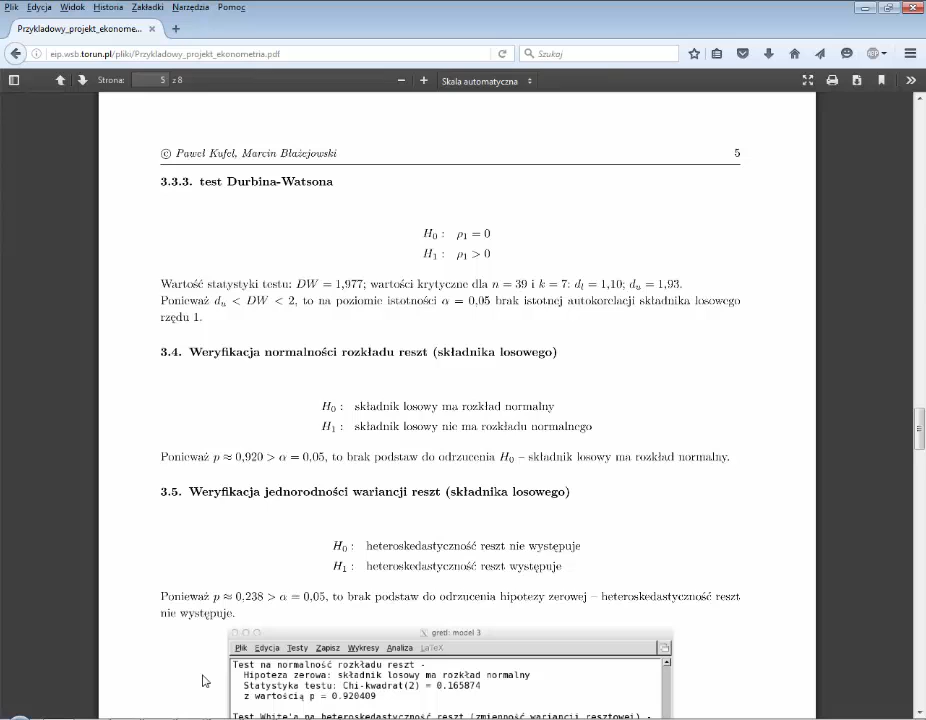 Plik Edycja Widok Historia Zakładki Narzędzia Pomoc
Przykladowy_projekt_ekonome... × +
eip.wsb.torun.pl/pliki/Przykladowy_projekt_ekonometria.pdf
Szukaj
ABP
Strona: 5 z 8
Skala automatyczna
© Paweł Kufel, Marcin Błażejowski 5
3.3.3. test Durbina-Watsona
H0 : ρ1 = 0
H1 : ρ1 > 0
Wartość statystyki testu: DW = 1,977; wartości krytyczne dla n = 39 i k = 7: dl = 1,10; du = 1,93.
Ponieważ du < DW < 2, to na poziomie istotności α = 0,05 brak istotnej autokorelacji składnika losowego
rzędu 1.
3.4. Weryfikacja normalności rozkładu reszt (składnika losowego)
H0 : składnik losowy ma rozkład normalny
H1 : składnik losowy nie ma rozkładu normalnego
Ponieważ p ≈ 0,920 > α = 0,05, to brak podstaw do odrzucenia H0 – składnik losowy ma rozkład normalny.
3.5. Weryfikacja jednorodności wariancji reszt (składnika losowego)
H0 : heteroskedastyczność reszt nie występuje
H1 : heteroskedastyczność reszt występuje
Ponieważ p ≈ 0,238 > α = 0,05, to brak podstaw do odrzucenia hipotezy zerowej – heteroskedastyczność reszt
nie występuje.
gretl: model 3
Plik Edycja Testy Zapisz Wykresy Analiza LaTeX
Test na normalność rozkładu reszt -
Hipoteza zerowa: składnik losowy ma rozkład normalny
Statystyka testu: Chi-kwadrat(2) = 0.165874
z wartością p = 0.920409
Test White'a na heteroskedastyczność reszt (zmienność wariancji resztowej) -